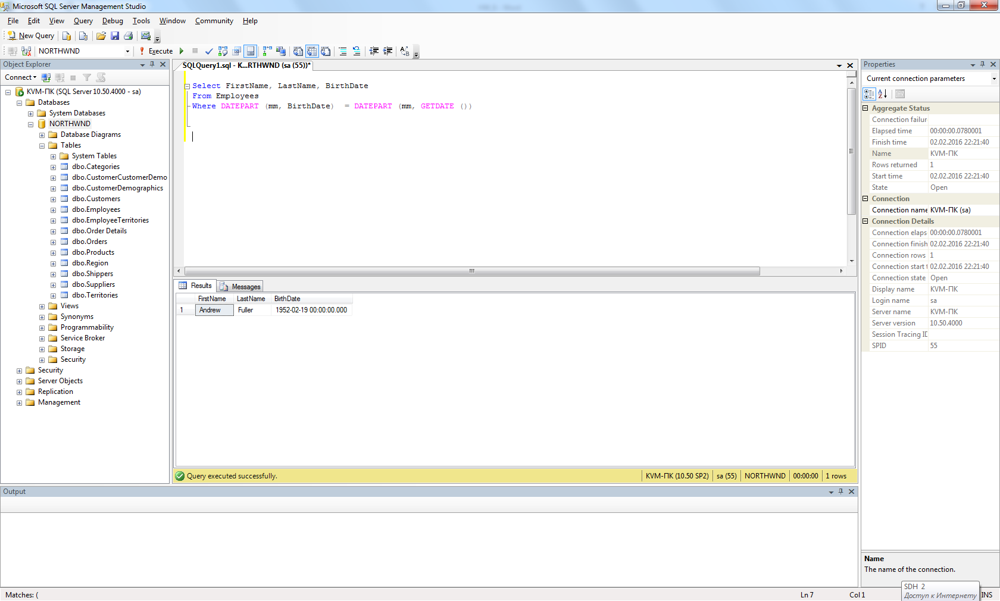 Microsoft SQL Server Management Studio
File Edit View Query Debug Tools Window Community Help
New Query
NORTHWND Execute
Object Explorer
Connect
KVM-ПК (SQL Server 10.50.4000 - sa)
Databases
System Databases
NORTHWND
Database Diagrams
Tables
System Tables
dbo.Categories
dbo.CustomerCustomerDemo
dbo.CustomerDemographics
dbo.Customers
dbo.Employees
dbo.EmployeeTerritories
dbo.Order Details
dbo.Orders
dbo.Products
dbo.Region
dbo.Shippers
dbo.Suppliers
dbo.Territories
Views
Synonyms
Programmability
Service Broker
Storage
Security
Security
Server Objects
Replication
Management
SQLQuery1.sql - K...RTHWND (sa (55))*
Select FirstName, LastName, BirthDate
From Employees
Where DATEPART (mm, BirthDate)  = DATEPART (mm, GETDATE ())
Results Messages
FirstName LastName BirthDate
1 Andrew Fuller 1952-02-19 00:00:00.000
Query executed successfully. KVM-ПК (10.50 SP2) sa (55) NORTHWND 00:00:00 1 rows
Output
Properties
Current connection parameters
Aggregate Status
Connection failur
Elapsed time 00:00:00.0780001
Finish time 02.02.2016 22:21:40
Name KVM-ПК
Rows returned 1
Start time 02.02.2016 22:21:40
State Open
Connection
Connection name KVM-ПК (sa)
Connection Details
Connection elaps 00:00:00.0780001
Connection finish 02.02.2016 22:21:40
Connection rows 1
Connection start t 02.02.2016 22:21:40
Connection state Open
Display name KVM-ПК
Login name sa
Server name KVM-ПК
Server version 10.50.4000
Session Tracing ID
SPID 55
Name
The name of the connection.
SDH 2
Доступ к Интернету
Matches: ( Ln 7 Col 1 INS